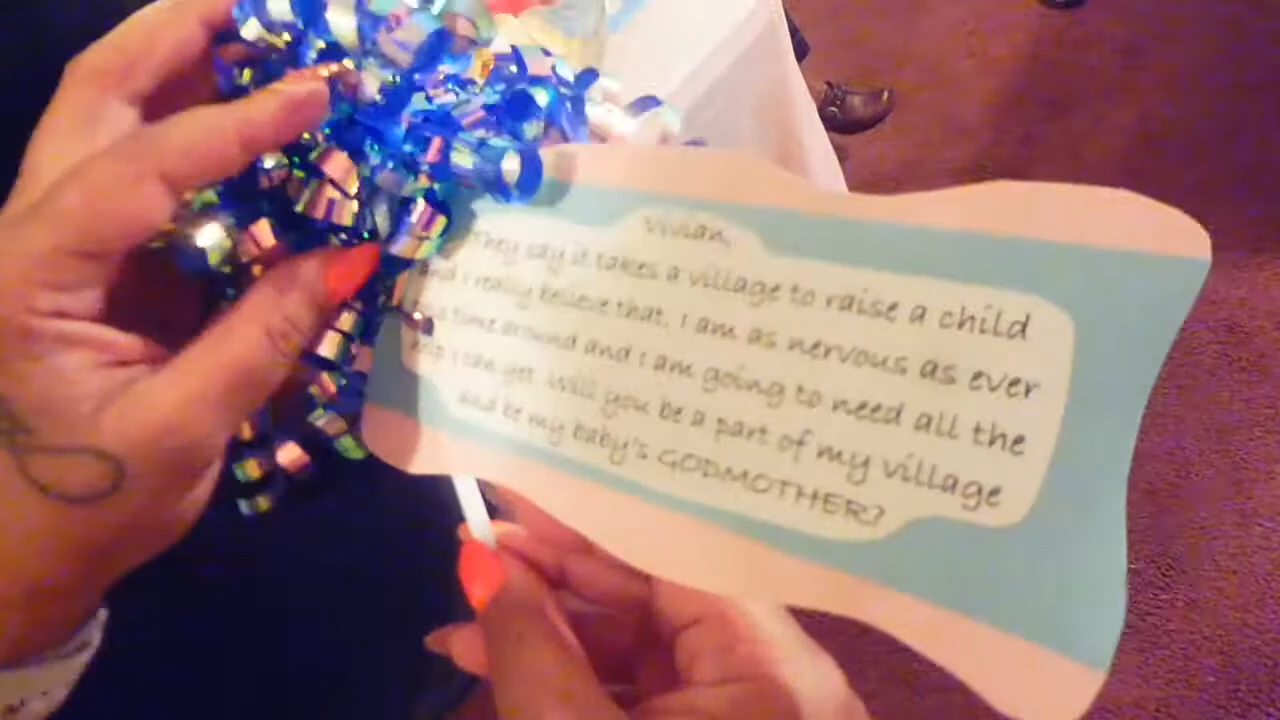 Vivian,
They say it takes a village to raise a child
and I really believe that. I am as nervous as ever
time around and I am going to need all the
help I can get. Will you be a part of my village
and be my baby's GODMOTHER?